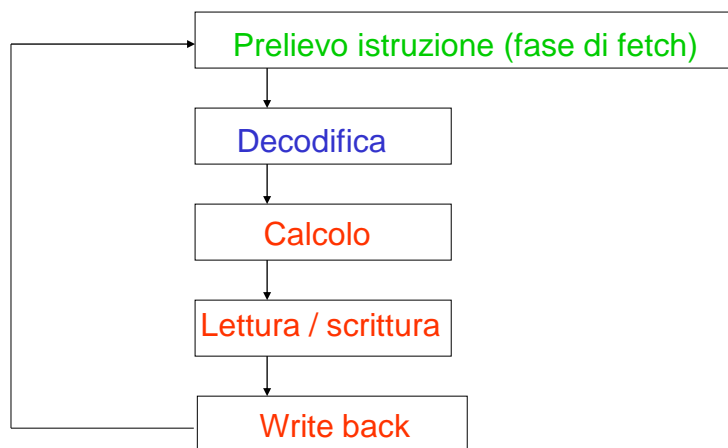 Prelievo istruzione (fase di fetch)
Decodifica
Calcolo
Lettura / scrittura
Write back